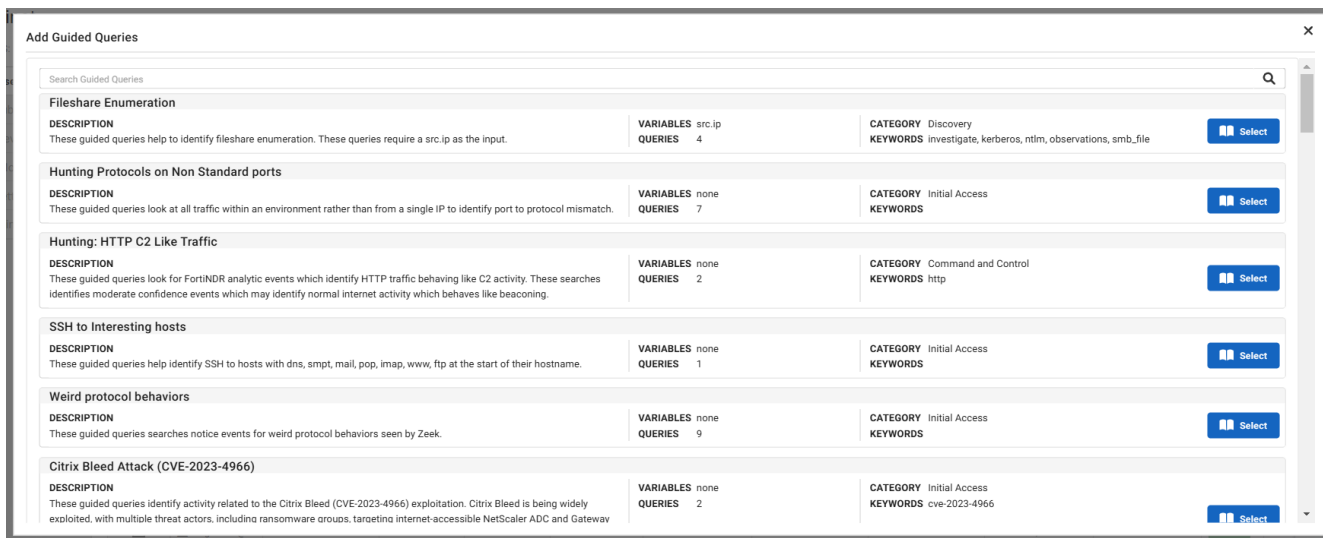 Add Guided Queries
Search Guided Queries
Fileshare Enumeration
DESCRIPTION
These guided queries help to identify fileshare enumeration. These queries require a src.ip as the input.
VARIABLES src.ip
QUERIES 4
CATEGORY Discovery
KEYWORDS investigate, kerberos, ntlm, observations, smb_file
Select
Hunting Protocols on Non Standard ports
DESCRIPTION
These guided queries look at all traffic within an environment rather than from a single IP to identify port to protocol mismatch.
VARIABLES none
QUERIES 7
CATEGORY Initial Access
KEYWORDS
Select
Hunting: HTTP C2 Like Traffic
DESCRIPTION
These guided queries look for FortiNDR analytic events which identify HTTP traffic behaving like C2 activity. These searches
identifies moderate confidence events which may identify normal internet activity which behaves like beaconing.
VARIABLES none
QUERIES 2
CATEGORY Command and Control
KEYWORDS http
Select
SSH to Interesting hosts
DESCRIPTION
These guided queries help identify SSH to hosts with dns, smpt, mail, pop, imap, www, ftp at the start of their hostname.
VARIABLES none
QUERIES 1
CATEGORY Initial Access
KEYWORDS
Select
Weird protocol behaviors
DESCRIPTION
These guided queries searches notice events for weird protocol behaviors seen by Zeek.
VARIABLES none
QUERIES 9
CATEGORY Initial Access
KEYWORDS
Select
Citrix Bleed Attack (CVE-2023-4966)
DESCRIPTION
These guided queries identify activity related to the Citrix Bleed (CVE-2023-4966) exploitation. Citrix Bleed is being widely
exploited, with multiple threat actors, including ransomware groups, targeting internet-accessible NetScaler ADC and Gateway
VARIABLES none
QUERIES 2
CATEGORY Initial Access
KEYWORDS cve-2023-4966
Select